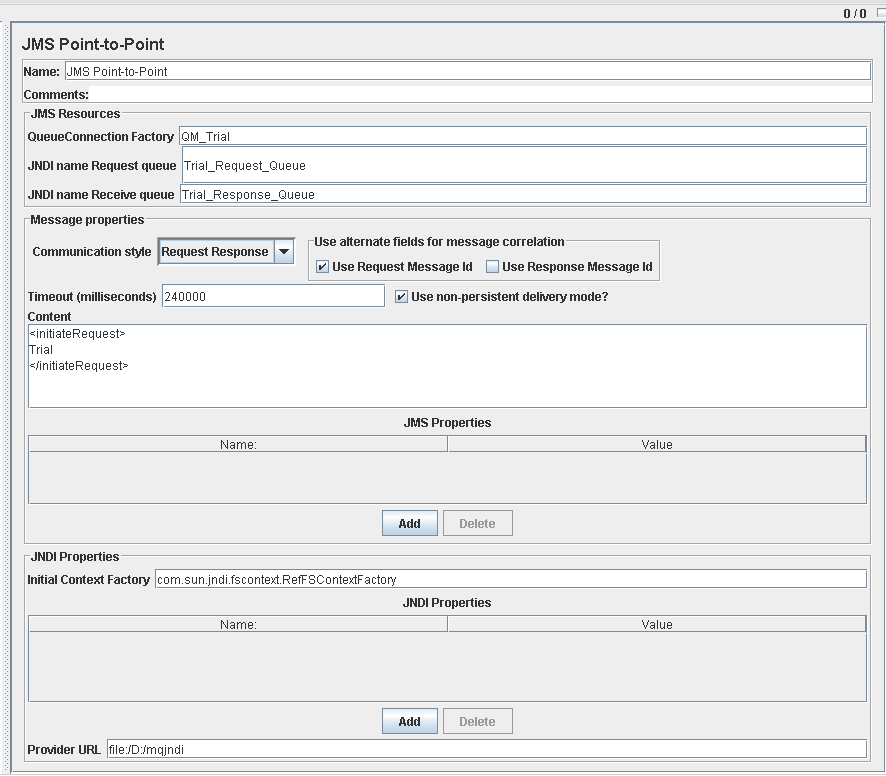 0 / 0
JMS Point-to-Point
Name: JMS Point-to-Point
Comments:
JMS Resources
QueueConnection Factory QM_Trial
JNDI name Request queue Trial_Request_Queue
JNDI name Receive queue Trial_Response_Queue
Message properties
Communication style Request Response
Use alternate fields for message correlation
Use Request Message Id Use Response Message Id
Timeout (milliseconds) 240000 Use non-persistent delivery mode?
Content
<initiateRequest>
Trial
</initiateRequest>
JMS Properties
Name: Value
Add Delete
JNDI Properties
Initial Context Factory com.sun.jndi.fscontext.RefFSContextFactory
JNDI Properties
Name: Value
Add Delete
Provider URL file:/D:/mqjndi